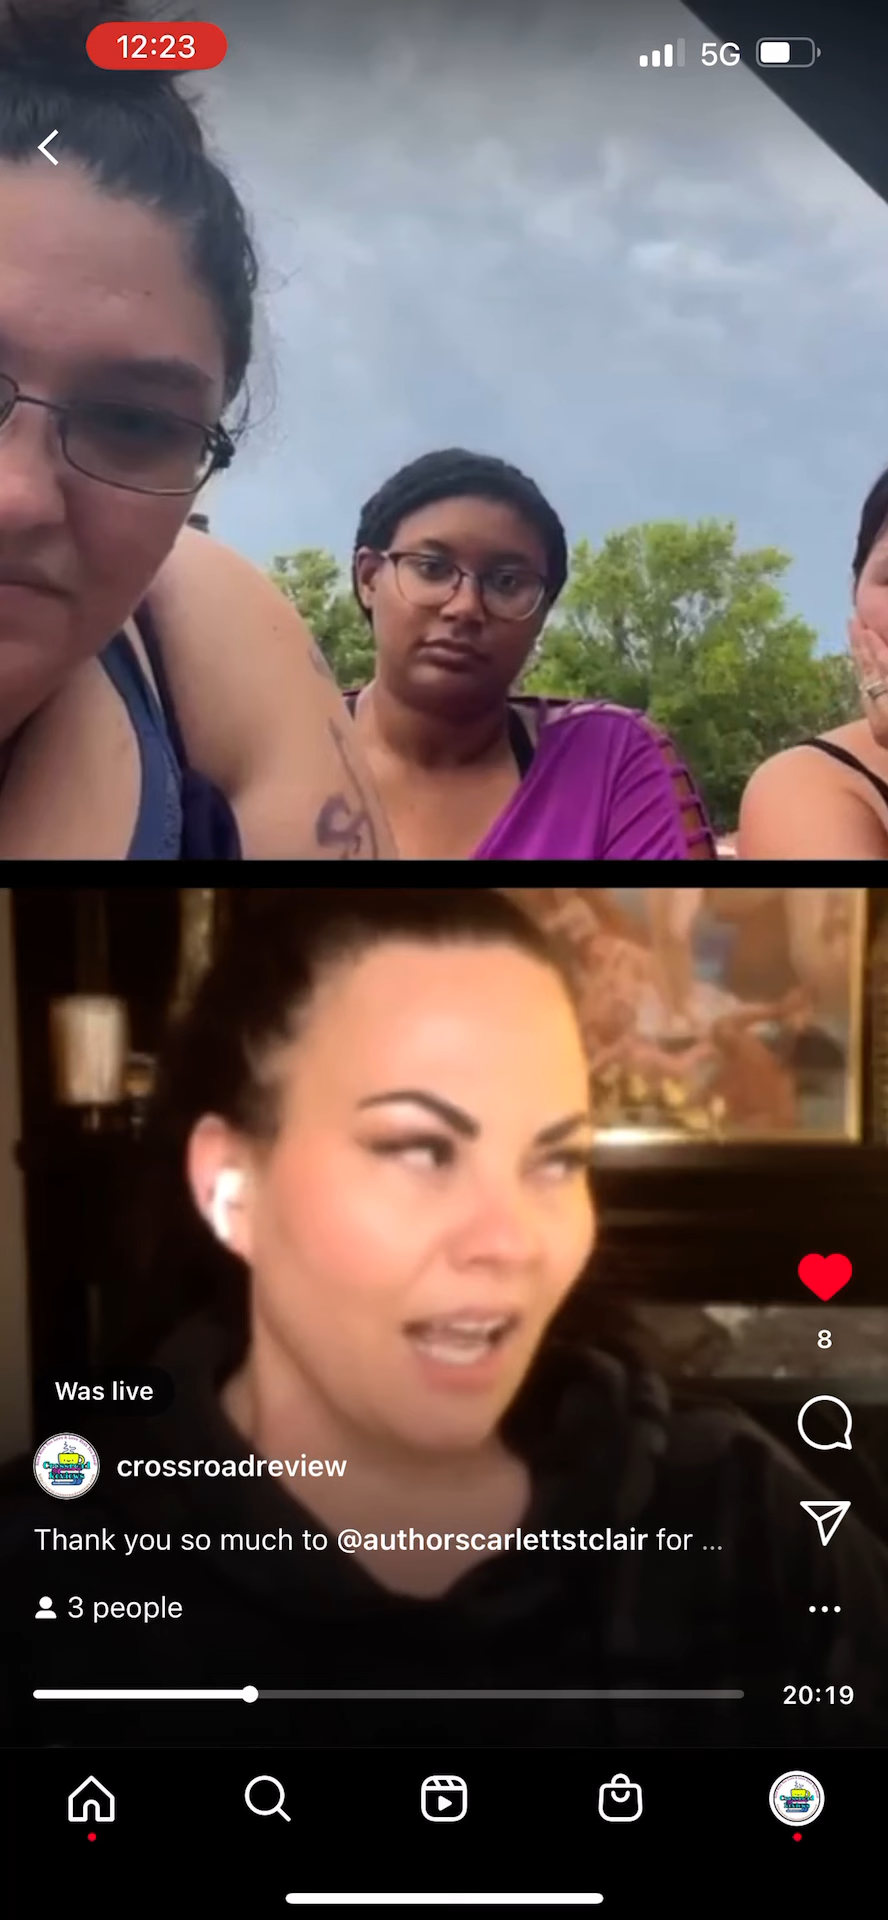 12:23
5G
Was live
crossroadreview
Thank you so much to @authorscarlettstclair for ...
3 people
8
20:19